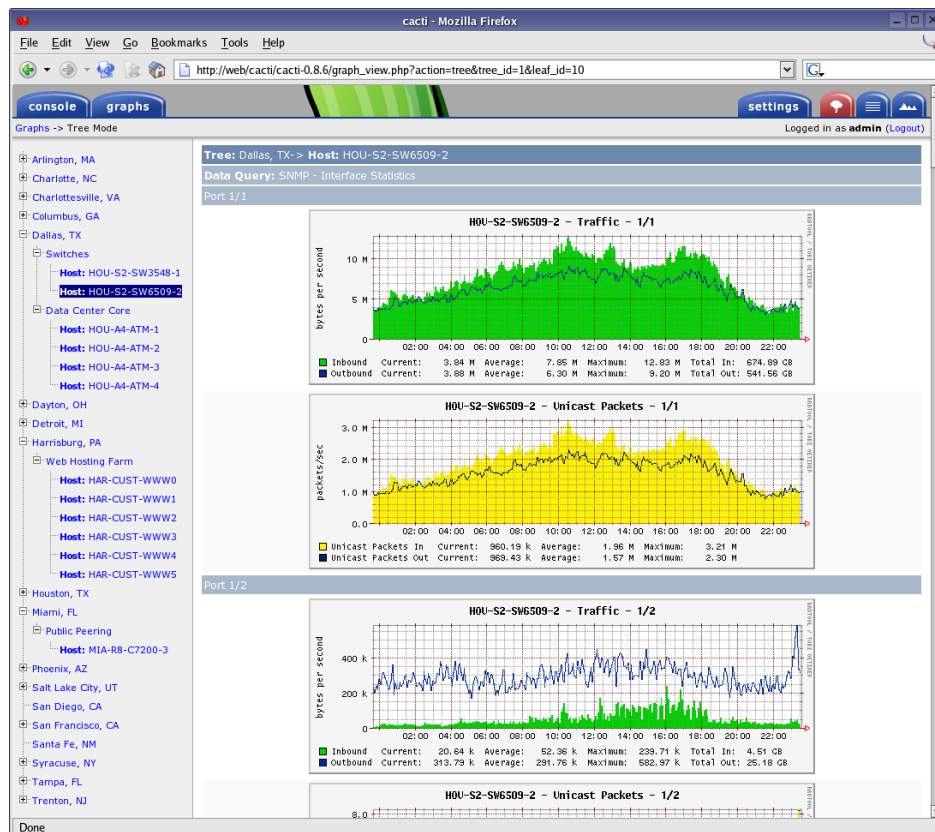 cacti - Mozilla Firefox
File Edit View Go Bookmarks Tools Help
http://web/cacti/cacti-0.8.6/graph_view.php?action=tree&tree_id=1&leaf_id=10
G
console graphs settings
Graphs -> Tree Mode
Logged in as admin (Logout)
Arlington, MA
Charlotte, NC
Charlottesville, VA
Columbus, GA
Dallas, TX
Switches
Host: HOU-S2-SW3548-1
Host: HOU-S2-SW6509-2
Data Center Core
Host: HOU-A4-ATM-1
Host: HOU-A4-ATM-2
Host: HOU-A4-ATM-3
Host: HOU-A4-ATM-4
Dayton, OH
Detroit, MI
Harrisburg, PA
Web Hosting Farm
Host: HAR-CUST-WWW0
Host: HAR-CUST-WWW1
Host: HAR-CUST-WWW2
Host: HAR-CUST-WWW3
Host: HAR-CUST-WWW4
Host: HAR-CUST-WWW5
Houston, TX
Miami, FL
Public Peering
Host: MIA-R8-C7200-3
Phoenix, AZ
Salt Lake City, UT
San Diego, CA
San Francisco, CA
Santa Fe, NM
Syracuse, NY
Tampa, FL
Trenton, NJ
Tree: Dallas, TX-> Host: HOU-S2-SW6509-2
Data Query: SNMP - Interface Statistics
Port 1/1
HOU-S2-SW6509-2 - Traffic - 1/1
RRDTOOL / TOBI OETIKER
bytes per second
10 M
5 M
0
02:00 04:00 06:00 08:00 10:00 12:00 14:00 16:00 18:00 20:00 22:00
Inbound Current: 3.84 M Average: 7.85 M Maximum: 12.83 M Total In: 674.89 GB
Outbound Current: 3.88 M Average: 6.30 M Maximum: 9.20 M Total Out: 541.56 GB
HOU-S2-SW6509-2 - Unicast Packets - 1/1
RRDTOOL / TOBI OETIKER
packets/sec
3.0 M
2.0 M
1.0 M
0.0
02:00 04:00 06:00 08:00 10:00 12:00 14:00 16:00 18:00 20:00 22:00
Unicast Packets In Current: 960.19 k Average: 1.96 M Maximum: 3.21 M
Unicast Packets Out Current: 969.43 k Average: 1.57 M Maximum: 2.30 M
Port 1/2
HOU-S2-SW6509-2 - Traffic - 1/2
RRDTOOL / TOBI OETIKER
bytes per second
400 k
200 k
0
02:00 04:00 06:00 08:00 10:00 12:00 14:00 16:00 18:00 20:00 22:00
Inbound Current: 20.64 k Average: 52.36 k Maximum: 239.71 k Total In: 4.51 GB
Outbound Current: 313.79 k Average: 291.76 k Maximum: 582.97 k Total Out: 25.18 GB
HOU-S2-SW6509-2 - Unicast Packets - 1/2
8.0
Done